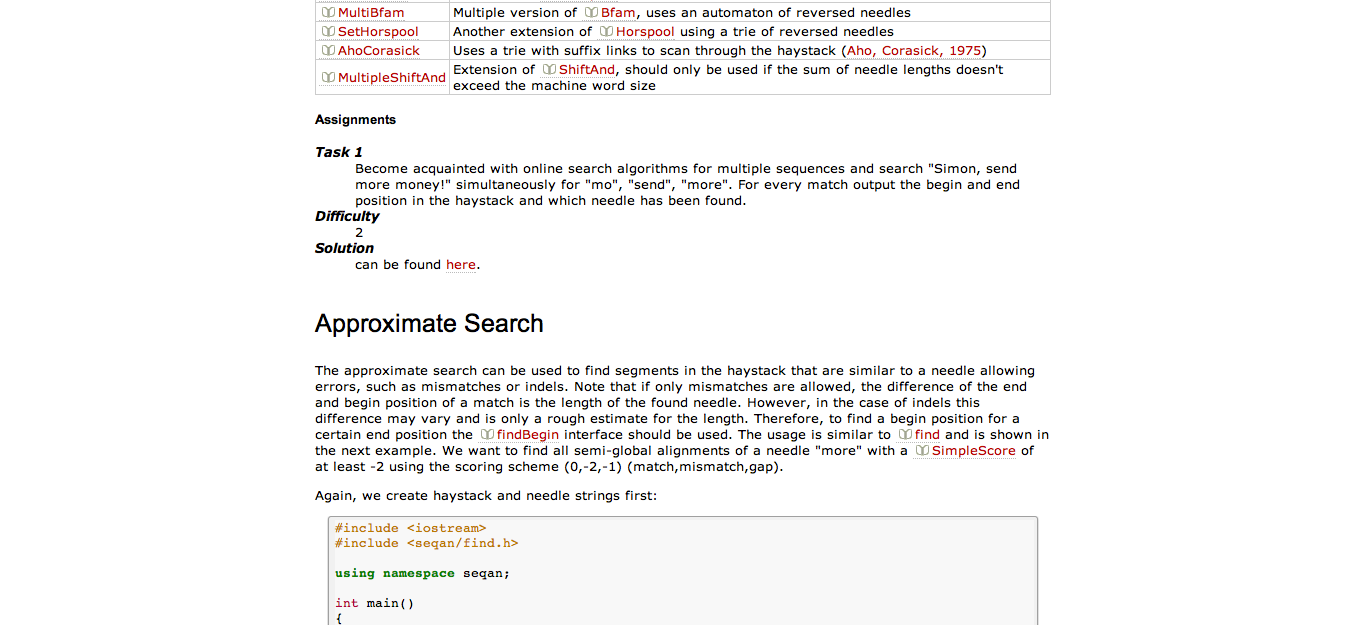 MultiBfam Multiple version of Bfam, uses an automaton of reversed needles
SetHorspool Another extension of Horspool using a trie of reversed needles
AhoCorasick Uses a trie with suffix links to scan through the haystack (Aho, Corasick, 1975)
MultipleShiftAnd Extension of ShiftAnd, should only be used if the sum of needle lengths doesn't
exceed the machine word size
Assignments
Task 1
Become acquainted with online search algorithms for multiple sequences and search "Simon, send
more money!" simultaneously for "mo", "send", "more". For every match output the begin and end
position in the haystack and which needle has been found.
Difficulty
2
Solution
can be found here.
Approximate Search
The approximate search can be used to find segments in the haystack that are similar to a needle allowing
errors, such as mismatches or indels. Note that if only mismatches are allowed, the difference of the end
and begin position of a match is the length of the found needle. However, in the case of indels this
difference may vary and is only a rough estimate for the length. Therefore, to find a begin position for a
certain end position the findBegin interface should be used. The usage is similar to find and is shown in
the next example. We want to find all semi-global alignments of a needle "more" with a SimpleScore of
at least -2 using the scoring scheme (0,-2,-1) (match,mismatch,gap).
Again, we create haystack and needle strings first:
#include <iostream>
#include <seqan/find.h>
using namespace seqan;
int main()
{